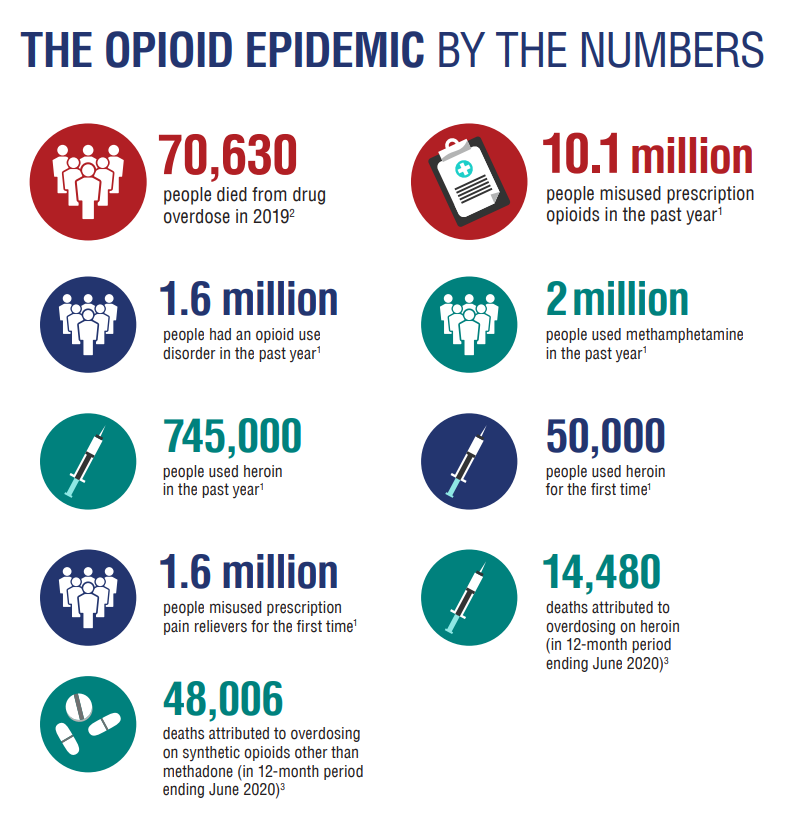 THE OPIOID EPIDEMIC BY THE NUMBERS
70,630
people died from drug
overdose in 2019²
10.1 million
people misused prescription
opioids in the past year¹
1.6 million
people had an opioid use
disorder in the past year¹
2 million
people used methamphetamine
in the past year¹
745,000
people used heroin
in the past year¹
50,000
people used heroin
for the first time¹
1.6 million
people misused prescription
pain relievers for the first time¹
14,480
deaths attributed to
overdosing on heroin
(in 12-month period
ending June 2020)³
48,006
deaths attributed to overdosing
on synthetic opioids other than
methadone (in 12-month period
ending June 2020)³